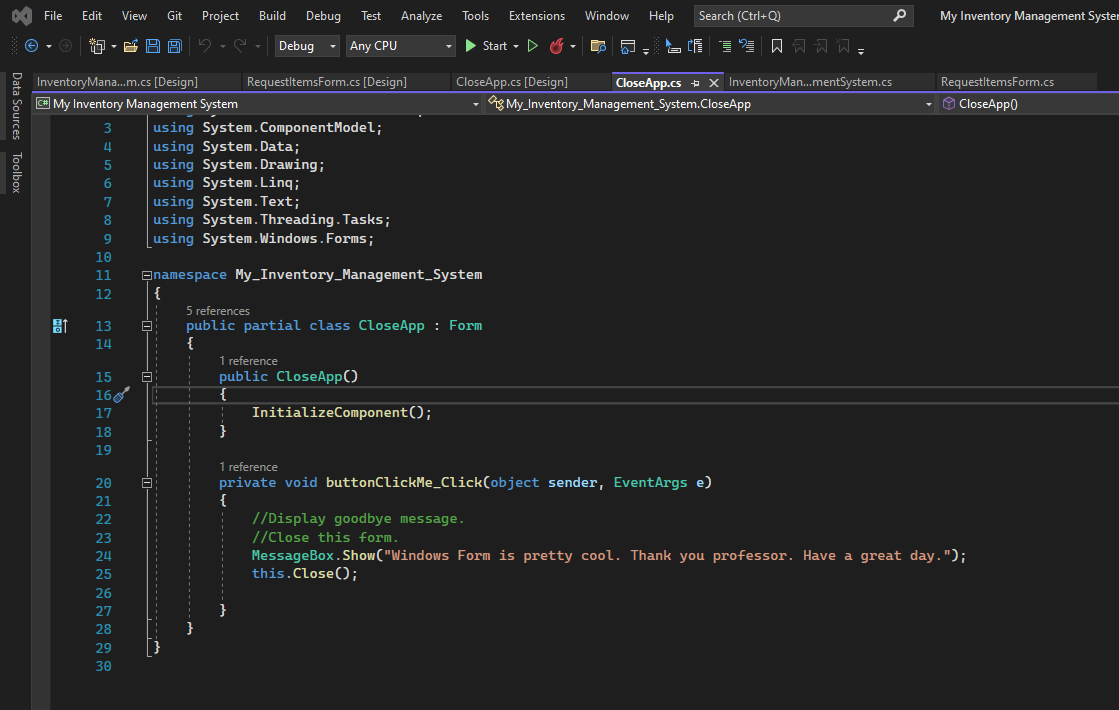 File Edit View Git Project Build Debug Test Analyze Tools Extensions Window Help Search (Ctrl+Q) My Inventory Management System
Debug Any CPU Start
InventoryMana...m.cs [Design] RequestItemsForm.cs [Design] CloseApp.cs [Design] CloseApp.cs InventoryMan...mentSystem.cs RequestItemsForm.cs
C# My Inventory Management System My_Inventory_Management_System.CloseApp CloseApp()
Data Sources
Toolbox
3 using System.ComponentModel;
4 using System.Data;
5 using System.Drawing;
6 using System.Linq;
7 using System.Text;
8 using System.Threading.Tasks;
9 using System.Windows.Forms;
10
11 namespace My_Inventory_Management_System
12 {
5 references
13 public partial class CloseApp : Form
14 {
1 reference
15 public CloseApp()
16 {
17 InitializeComponent();
18 }
19
1 reference
20 private void buttonClickMe_Click(object sender, EventArgs e)
21 {
22 //Display goodbye message.
23 //Close this form.
24 MessageBox.Show("Windows Form is pretty cool. Thank you professor. Have a great day.");
25 this.Close();
26
27 }
28 }
29 }
30